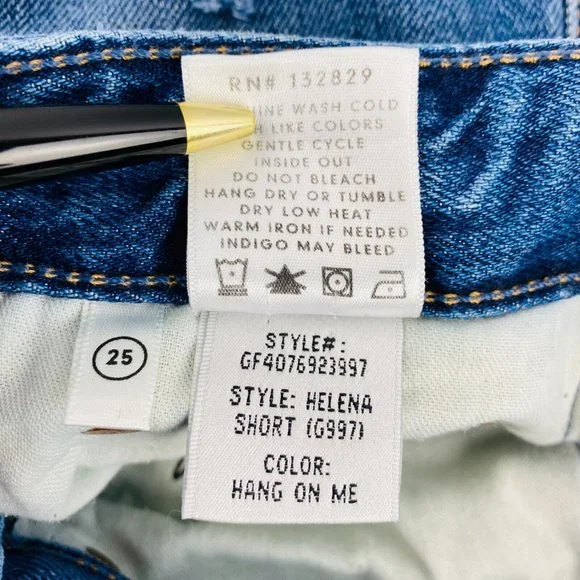 RN# 132829
WASH COLD
LIKE COLORS
GENTLE CYCLE
INSIDE OUT
DO NOT BLEACH
HANG DRY OR TUMBLE
DRY LOW HEAT
WARM IRON IF NEEDED
INDIGO MAY BLEED
25
STYLE#:
GF4076923997
STYLE: HELENA
SHORT (G997)
COLOR:
HANG ON ME